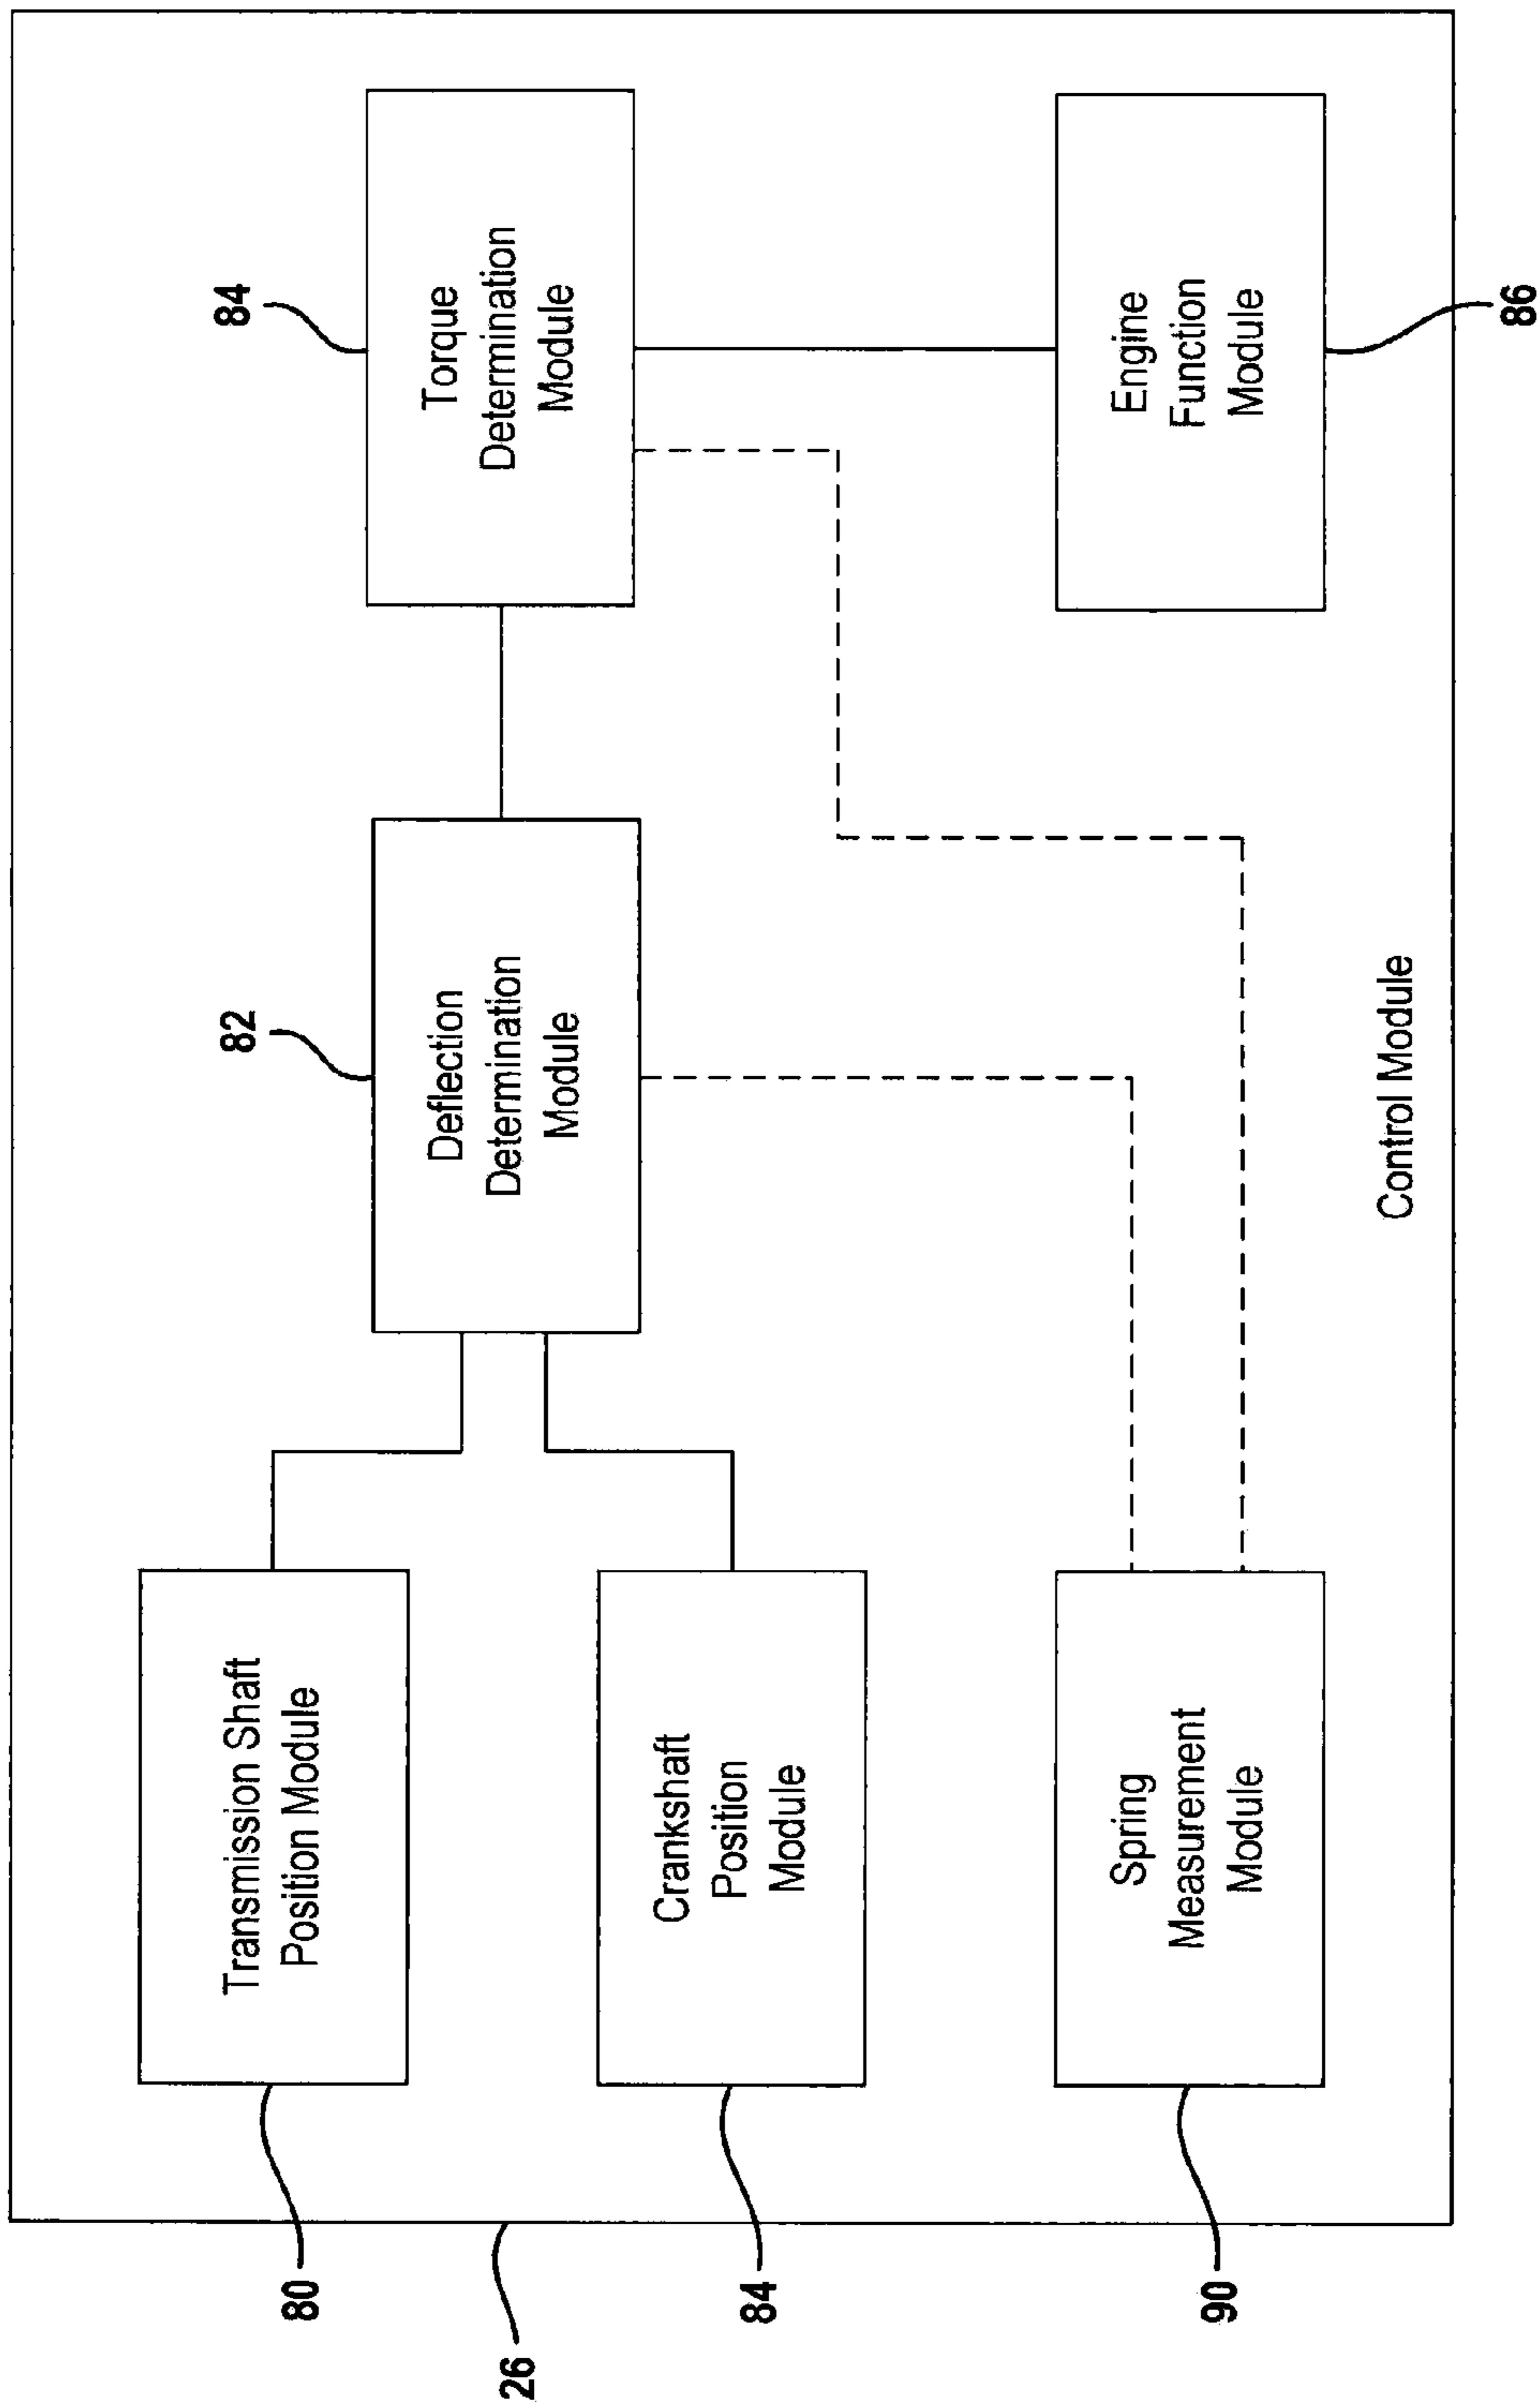 80
Transmission Shaft
Position Module
82
Deflection
Determination
Module
84
Torque
Determination
Module
84
Crankshaft
Position
Module
90
Spring
Measurement
Module
Engine
Function
Module
86
Control Module
26